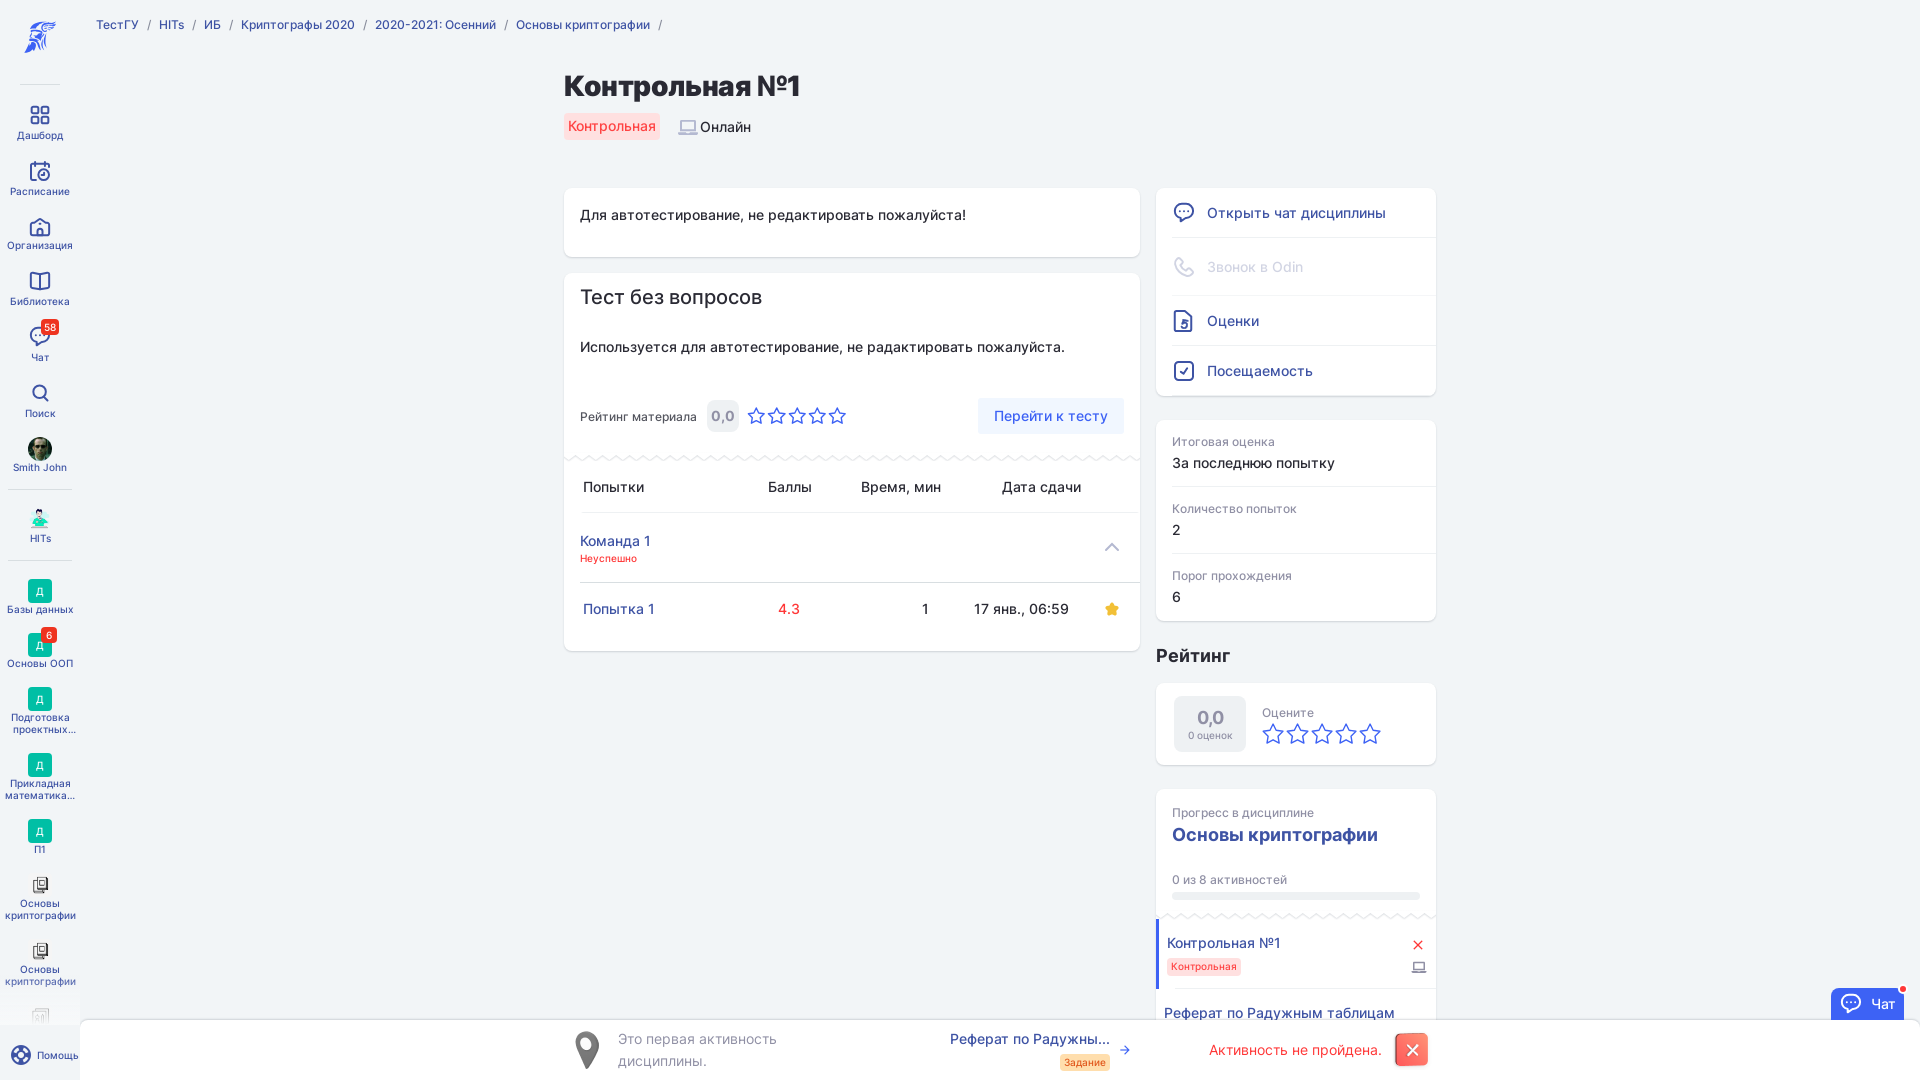 ТестГУ / HITs / ИБ / Криптографы 2020 / 2020-2021: Осенний / Основы криптографии /
Дашборд
Расписание
Организация
Библиотека
58
Чат
Поиск
Smith John
HITs
Д
Базы данных
6
Д
Основы ООП
Д
Подготовка
проектных...
Д
Прикладная
математика...
Д
П1
Основы
криптографии
Основы
криптографии
Помощь
Контрольная №1
Контрольная
Онлайн
Для автотестирование, не редактировать пожалуйста!
Тест без вопросов
Используется для автотестирование, не радактировать пожалуйста.
Рейтинг материала 0,0
Перейти к тесту
Попытки Баллы Время, мин Дата сдачи
Команда 1
Неуспешно
Попытка 1 4.3 1 17 янв., 06:59
Открыть чат дисциплины
Звонок в Odin
Оценки
Посещаемость
Итоговая оценка
За последнюю попытку
Количество попыток
2
Порог прохождения
6
Рейтинг
0,0
0 оценок
Оцените
Прогресс в дисциплине
Основы криптографии
0 из 8 активностей
Контрольная №1
Контрольная
Реферат по Радужным таблицам
Чат
Это первая активность
дисциплины.
Реферат по Радужны...
Задание
Активность не пройдена.